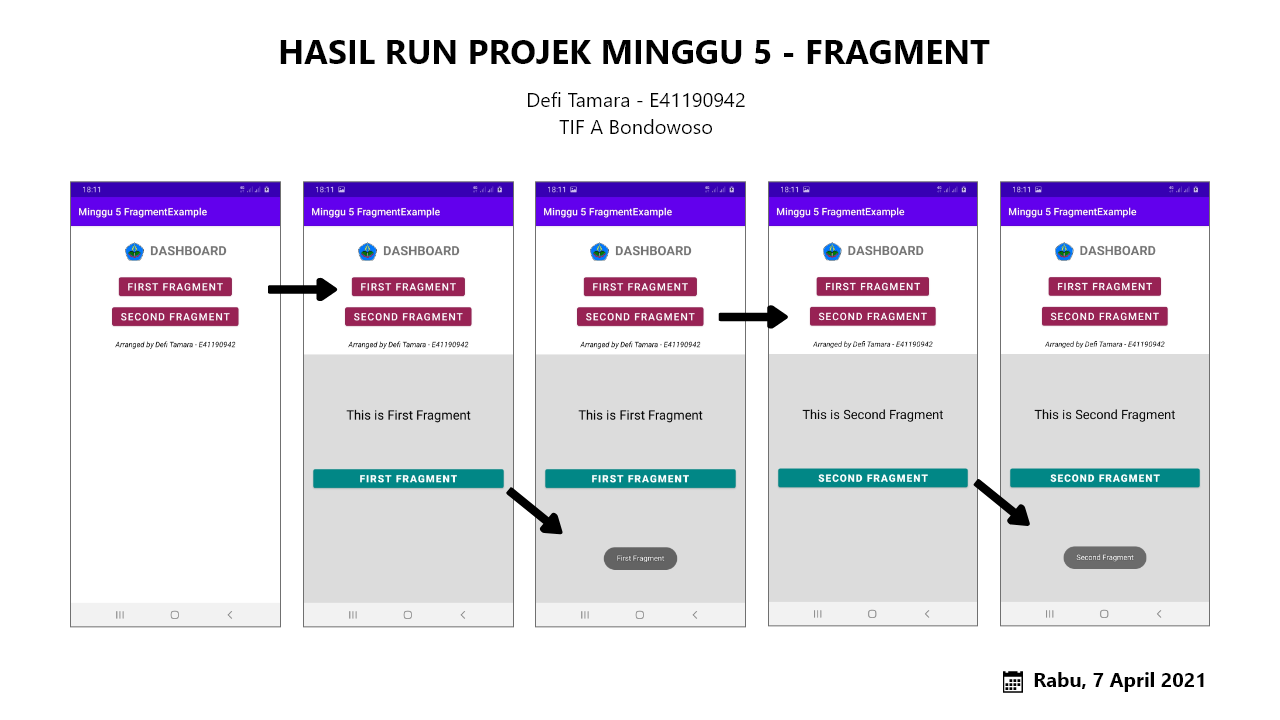 HASIL RUN PROJEK MINGGU 5 - FRAGMENT
Defi Tamara - E41190942
TIF A Bondowoso
18:11
Minggu 5 FragmentExample
DASHBOARD
FIRST FRAGMENT
SECOND FRAGMENT
Arranged by Defi Tamara - E41190942
18:11
Minggu 5 FragmentExample
DASHBOARD
FIRST FRAGMENT
SECOND FRAGMENT
Arranged by Defi Tamara - E41190942
This is First Fragment
FIRST FRAGMENT
18:11
Minggu 5 FragmentExample
DASHBOARD
FIRST FRAGMENT
SECOND FRAGMENT
Arranged by Defi Tamara - E41190942
This is First Fragment
FIRST FRAGMENT
First Fragment
18:11
Minggu 5 FragmentExample
DASHBOARD
FIRST FRAGMENT
SECOND FRAGMENT
Arranged by Defi Tamara - E41190942
This is Second Fragment
SECOND FRAGMENT
18:11
Minggu 5 FragmentExample
DASHBOARD
FIRST FRAGMENT
SECOND FRAGMENT
Arranged by Defi Tamara - E41190942
This is Second Fragment
SECOND FRAGMENT
Second Fragment
Rabu, 7 April 2021